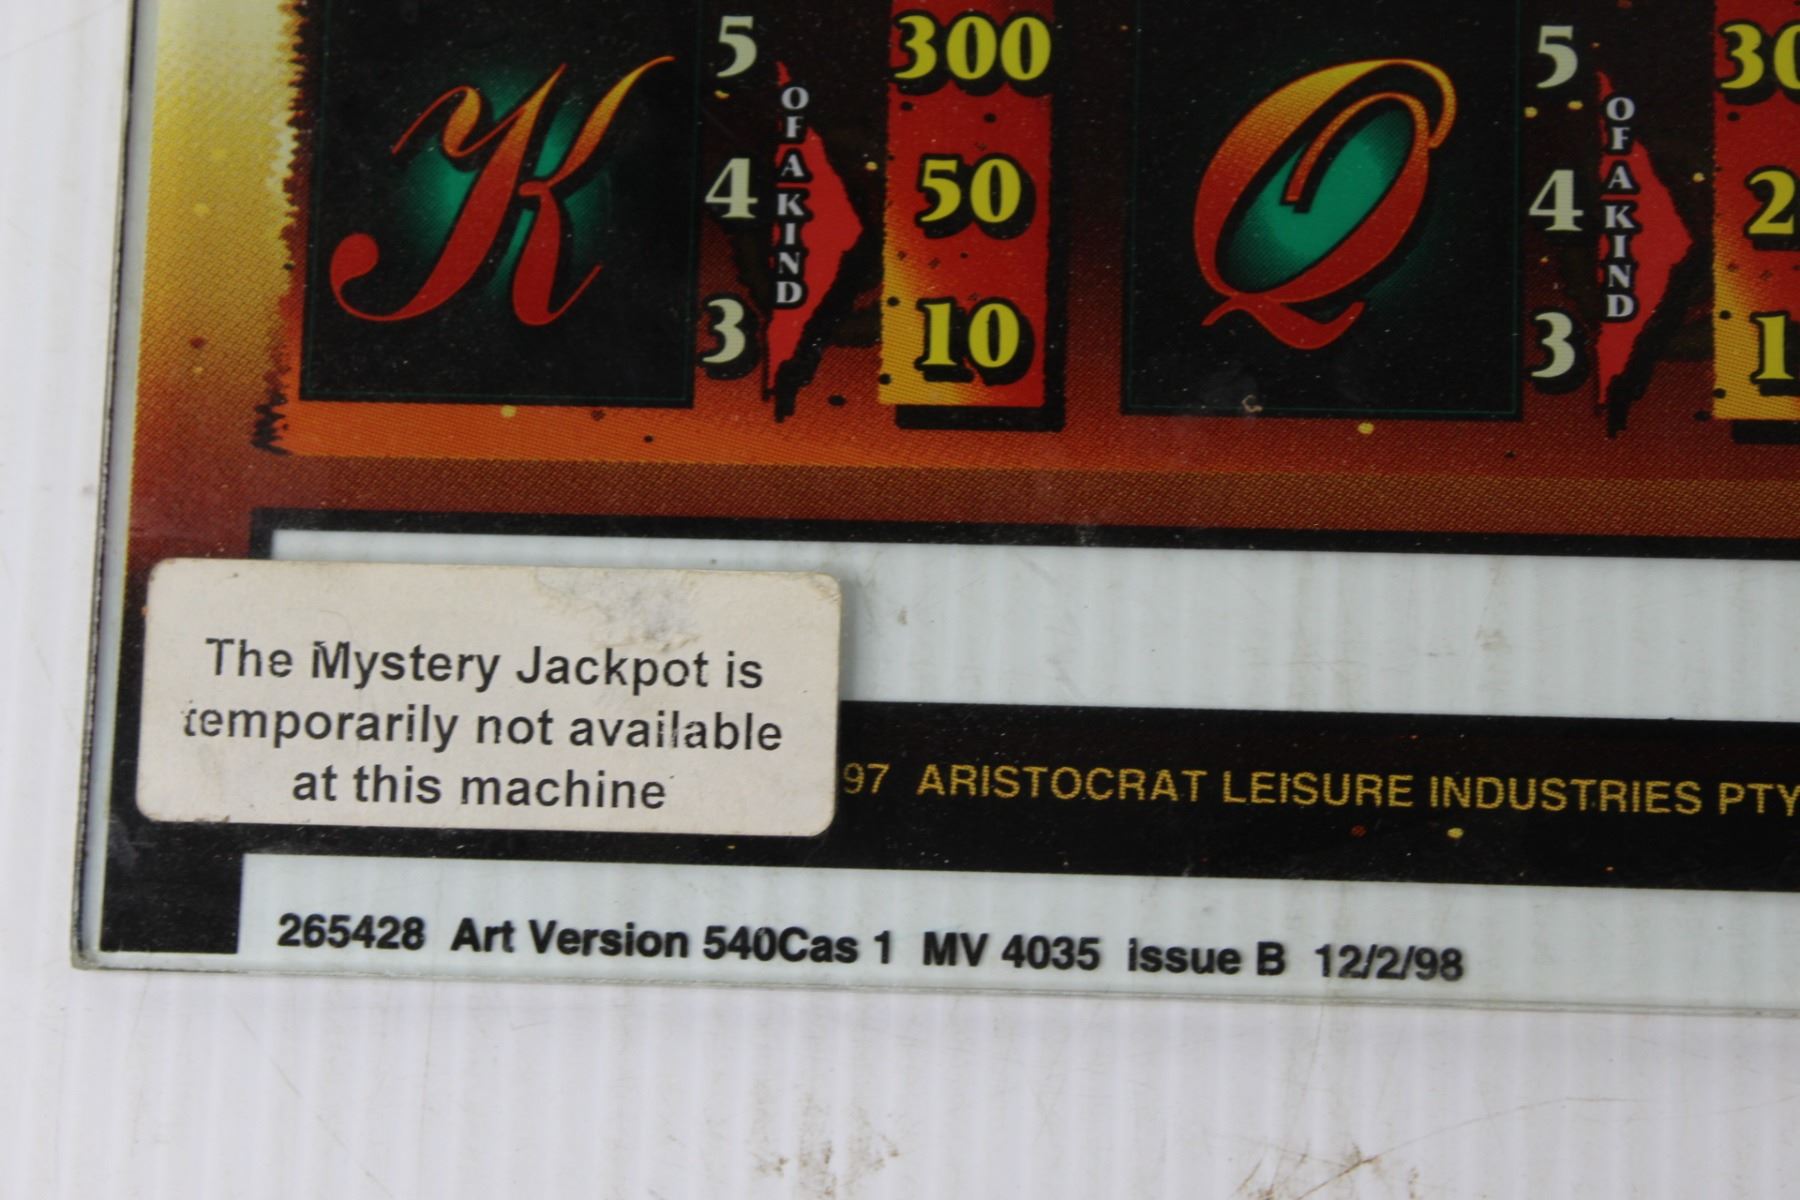 K 5 OF A KIND 300 Q 5 OF A KIND
4 50 4
3 10 3
The Mystery Jackpot is
temporarily not available
at this machine
97 ARISTOCRAT LEISURE INDUSTRIES PTY
265428 Art Version 540Cas 1 MV 4035 issue B 12/2/98